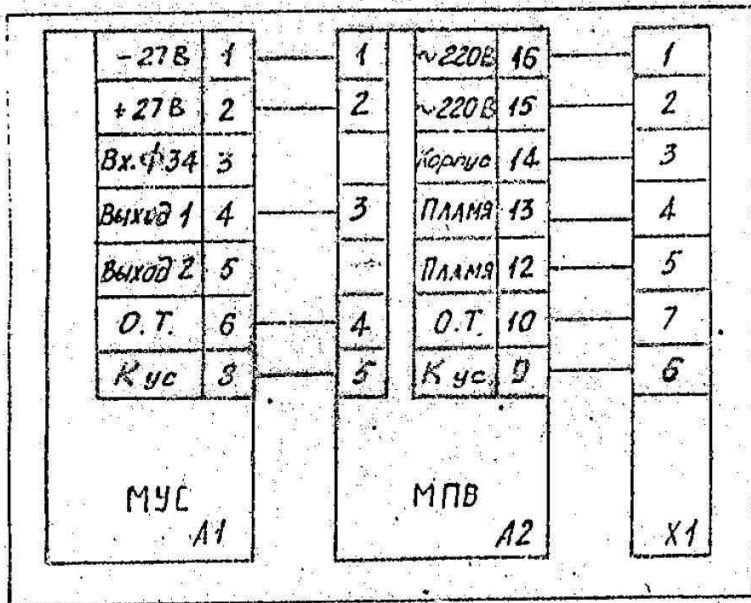 -27В 1 1 ~220В 16 1
+27В 2 2 ~220В 15 2
Вх.Ф34 3 Корпус 14 3
Выход 1 4 3 Пламя 13 4
Выход 2 5 Пламя 12 5
О.Т. 6 4 О.Т. 10 7
Кус 8 5 Кус 9 6
МУС МПВ
А1 А2 Х1